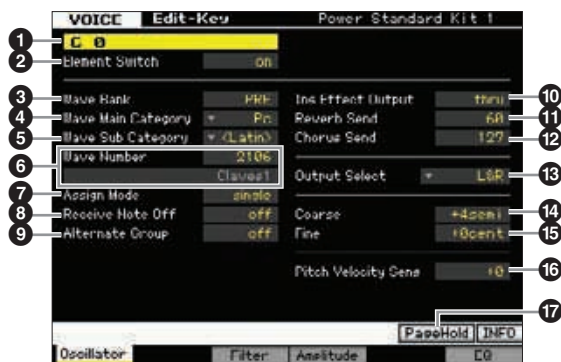 VOICE Edit-Key Power Standard Kit 1
1 C 0
2 Element Switch on
3 Wave Bank PRE
4 Wave Main Category Pc
5 Wave Sub Category <Latin>
6 Wave Number 2106
Claves1
7 Assign Mode single
8 Receive Note Off off
9 Alternate Group off
Ins Effect Output thru 10
Reverb Send 60 11
Chorus Send 127 12
Output Select L&R 13
Coarse +4semi 14
Fine +0cent 15
Pitch Velocity Sens +0 16
17
PageHold INFO
Oscillator Filter Amplitude EQ